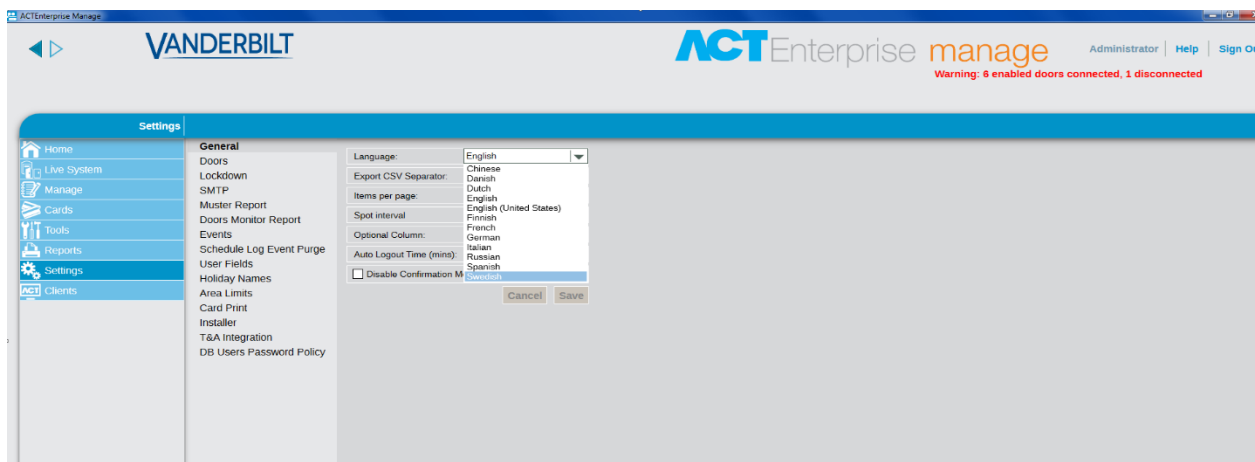 ACTEnterprise Manage
VANDERBILT
ACTEnterprise manage
Administrator
Help
Warning: 6 enabled doors connected, 1 disconnected
Settings
Home
Live System
Manage
Cards
Tools
Reports
Settings
ACT Clients
General
Doors
Lockdown
SMTP
Muster Report
Doors Monitor Report
Events
Schedule Log Event Purge
User Fields
Holiday Names
Area Limits
Card Print
Installer
T&A Integration
DB Users Password Policy
Language: English
Export CSV Separator:
Items per page:
Spot interval
Optional Column:
Auto Logout Time (mins):
Disable Confirmation M
Chinese
Danish
Dutch
English
English (United States)
Finnish
French
German
Italian
Russian
Spanish
Swedish
Cancel Save